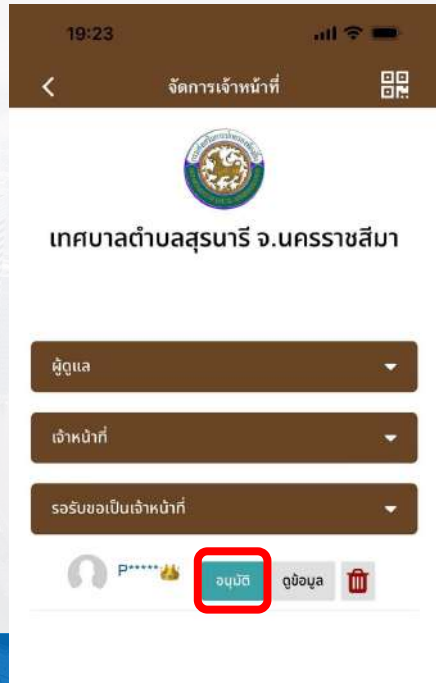 19:23
จัดการเจ้าหน้าที่
เทศบาลตำบลสุรนารี จ.นครราชสีมา
ผู้ดูแล
เจ้าหน้าที่
รอรับขอเป็นเจ้าหน้าที่
P***** อนุมัติ ดูข้อมูล